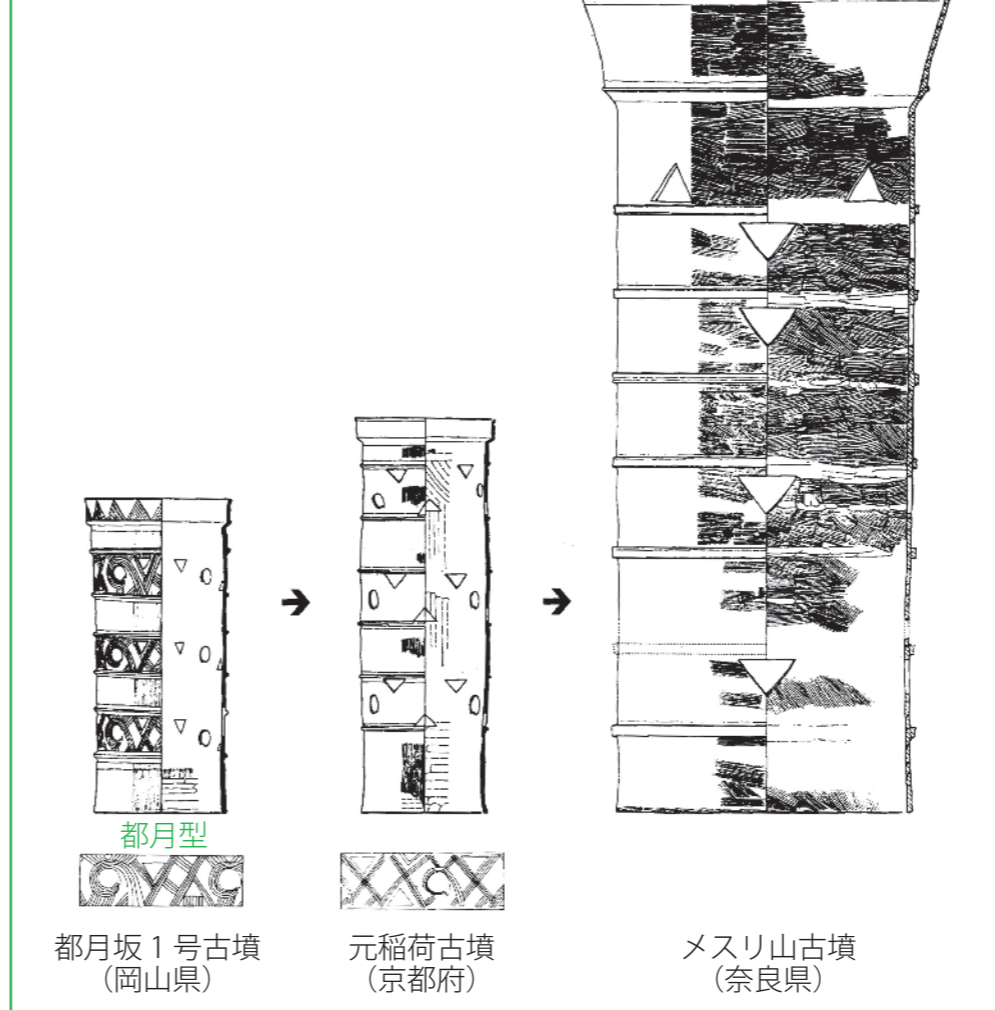 都月型
都月坂1号古墳
（岡山県）
元稲荷古墳
（京都府）
メスリ山古墳
（奈良県）